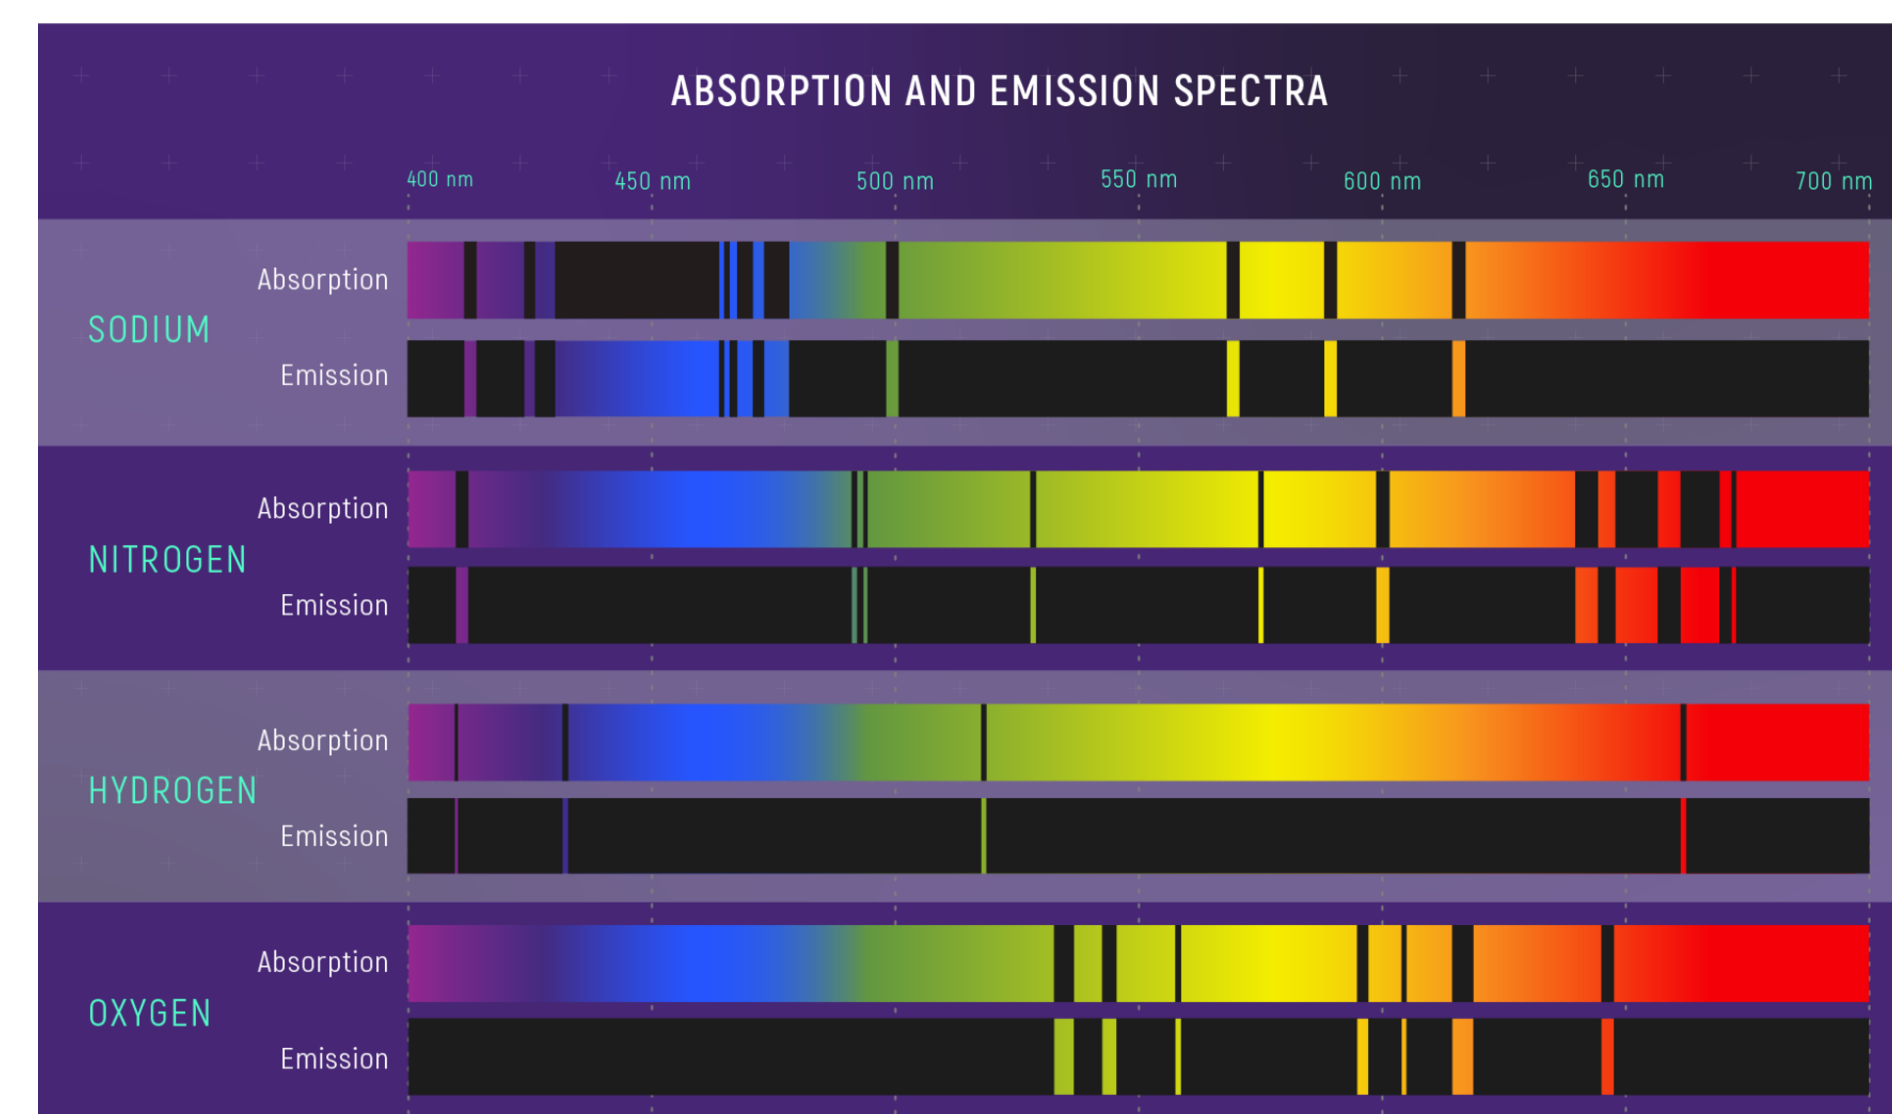 ABSORPTION AND EMISSION SPECTRA
400 nm 450 nm 500 nm 550 nm 600 nm 650 nm 700 nm
Absorption
SODIUM
Emission
Absorption
NITROGEN
Emission
Absorption
HYDROGEN
Emission
Absorption
OXYGEN
Emission